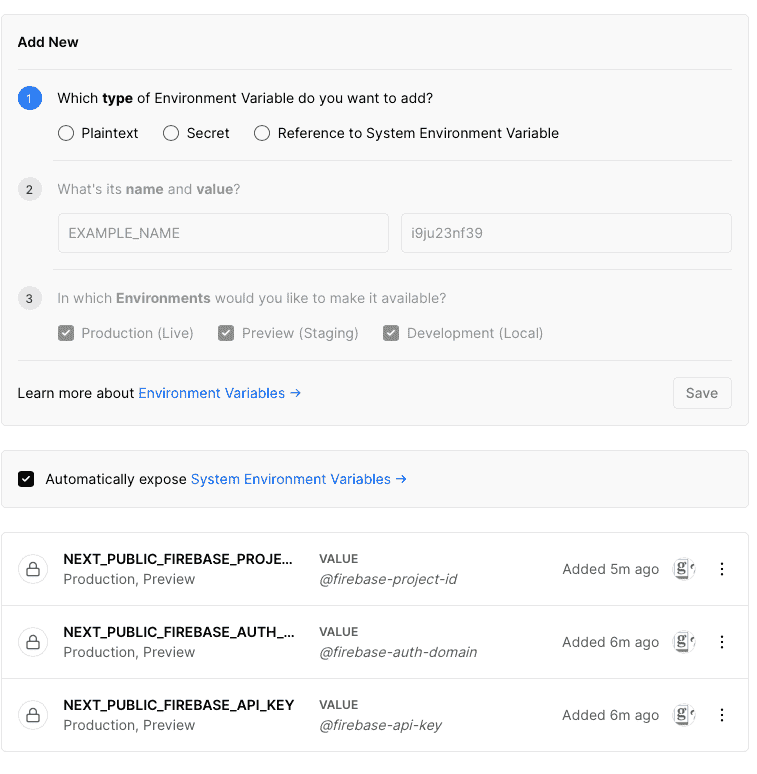 Add New
1 Which type of Environment Variable do you want to add?
Plaintext Secret Reference to System Environment Variable
2 What's its name and value?
EXAMPLE_NAME i9ju23nf39
3 In which Environments would you like to make it available?
Production (Live) Preview (Staging) Development (Local)
Learn more about Environment Variables → Save
Automatically expose System Environment Variables →
NEXT_PUBLIC_FIREBASE_PROJE... VALUE
Production, Preview @firebase-project-id Added 5m ago g
NEXT_PUBLIC_FIREBASE_AUTH_... VALUE
Production, Preview @firebase-auth-domain Added 6m ago g
NEXT_PUBLIC_FIREBASE_API_KEY VALUE
Production, Preview @firebase-api-key Added 6m ago g